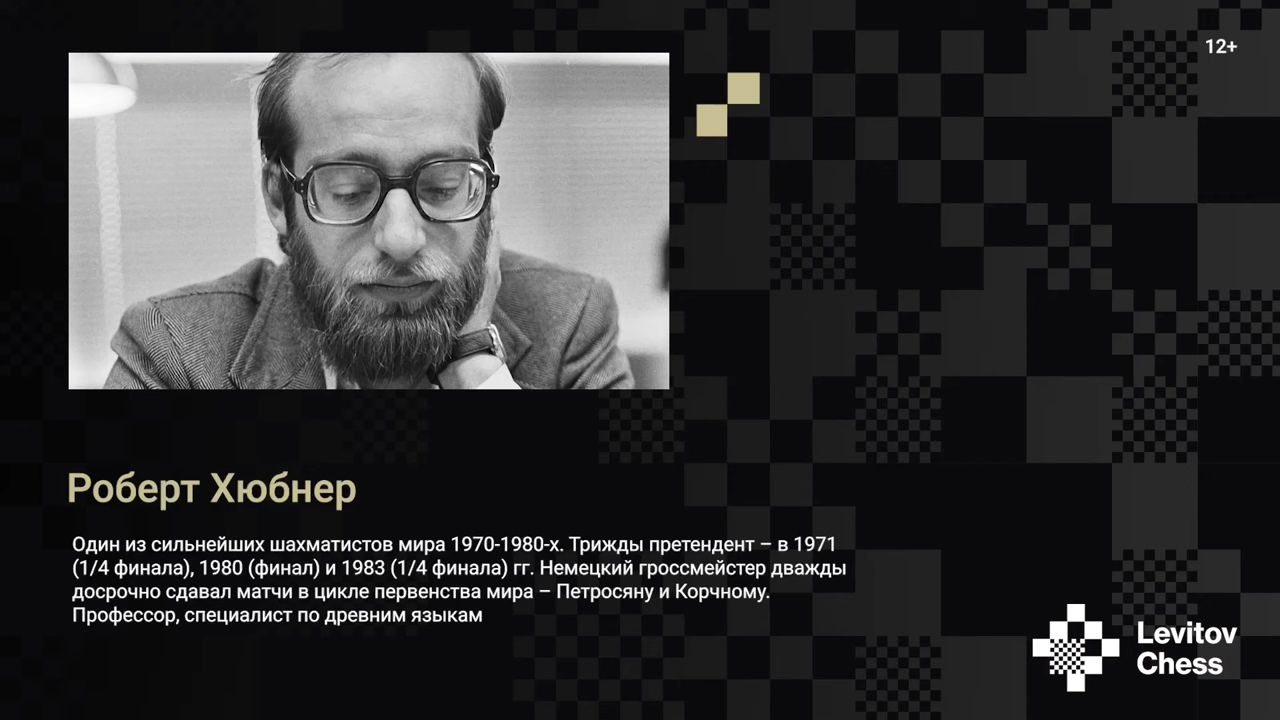 12+
Роберт Хюбнер
Один из сильнейших шахматистов мира 1970-1980-х. Трижды претендент – в 1971
(1/4 финала), 1980 (финал) и 1983 (1/4 финала) гг. Немецкий гроссмейстер дважды
досрочно сдавал матчи в цикле первенства мира – Петросяну и Корчному.
Профессор, специалист по древним языкам
Levitov
Chess